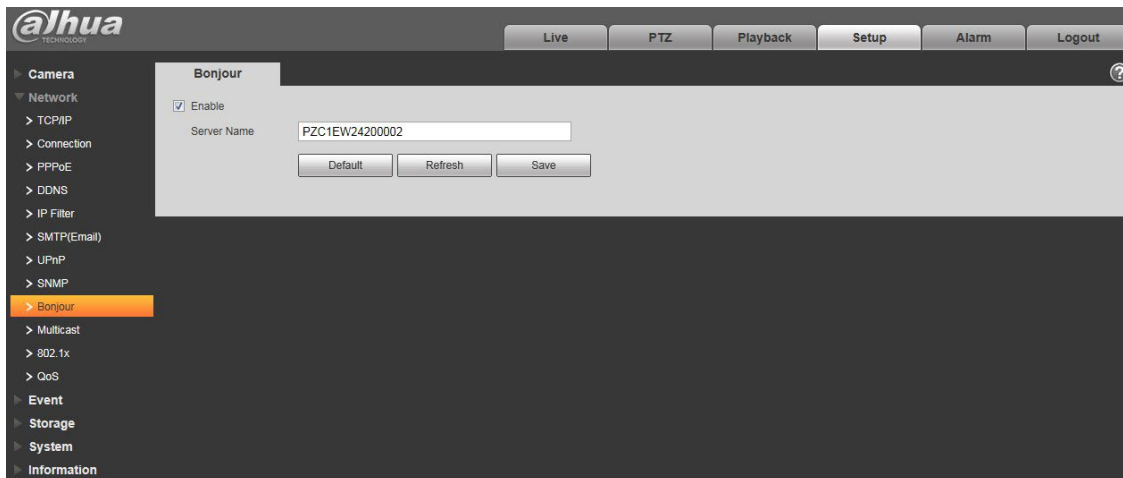 alhua
TECHNOLOGY
Live PTZ Playback Setup Alarm Logout
Camera
Network
> TCP/IP
> Connection
> PPPoE
> DDNS
> IP Filter
> SMTP(Email)
> UPnP
> SNMP
> Bonjour
> Multicast
> 802.1x
> QoS
Event
Storage
System
Information
Bonjour
?
Enable
Server Name PZC1EW24200002
Default Refresh Save